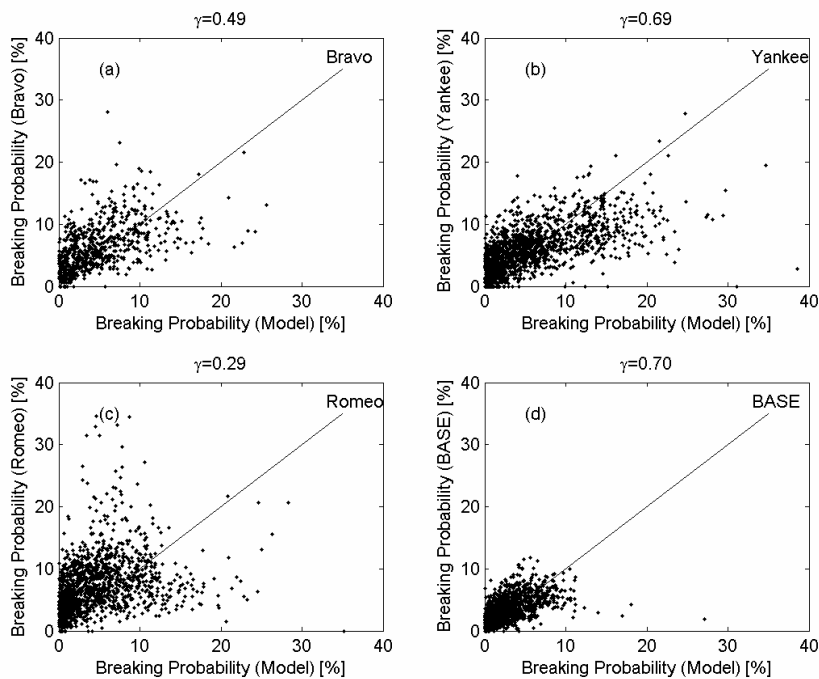 γ=0.49
Breaking Probability (Bravo) [%]
40
30
20
10
0
(a)
Bravo
0 10 20 30 40
Breaking Probability (Model) [%]
γ=0.69
Breaking Probability (Yankee) [%]
40
30
20
10
0
(b)
Yankee
0 10 20 30 40
Breaking Probability (Model) [%]
γ=0.29
Breaking Probability (Romeo) [%]
40
30
20
10
0
(c)
Romeo
0 10 20 30 40
Breaking Probability (Model) [%]
γ=0.70
Breaking Probability (BASE) [%]
40
30
20
10
0
(d)
BASE
0 10 20 30 40
Breaking Probability (Model) [%]